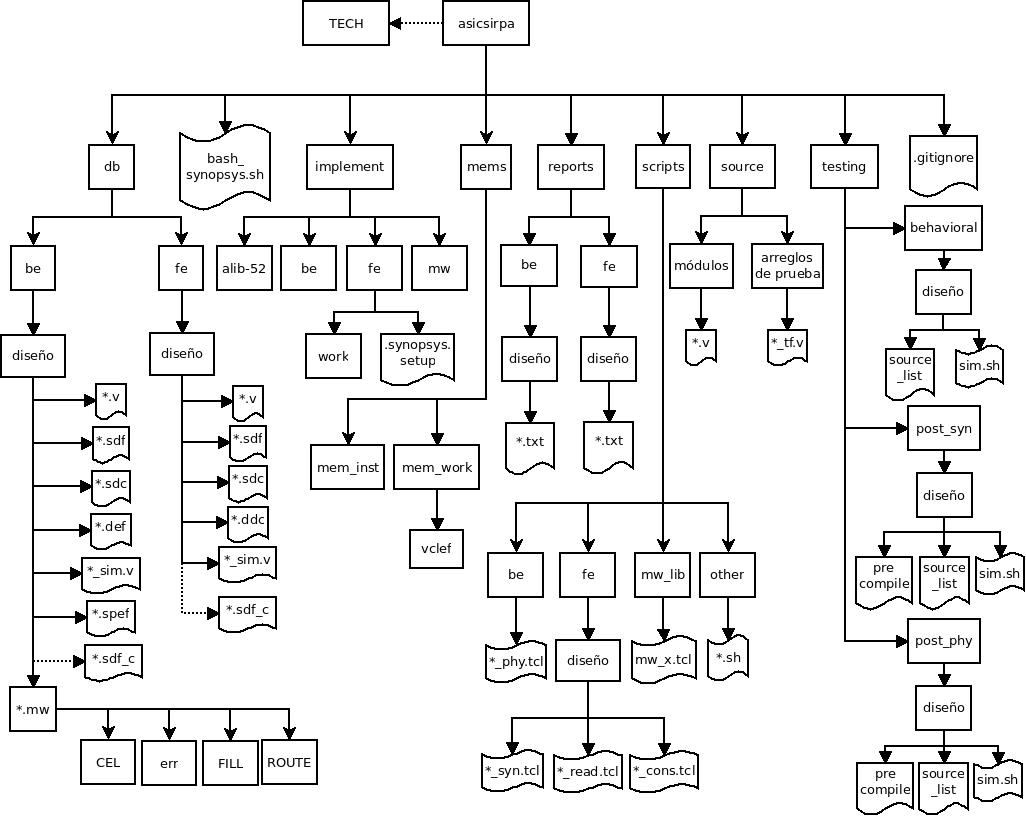 TECH
asicsirpa
db
bash_
synopsys.sh
implement
mems
reports
scripts
source
testing
.gitignore
be
fe
alib-52
be
fe
mw
be
fe
módulos
arreglos
de prueba
behavioral
diseño
diseño
diseño
work
.synopsys.
setup
diseño
diseño
*.v
*_tf.v
source
_list
sim.sh
*.v
*.sdf
*.sdc
*.def
*_sim.v
*.spef
*.sdf_c
*.v
*.sdf
*.sdc
*.ddc
*_sim.v
*.sdf_c
mem_inst
mem_work
vclef
*.txt
*.txt
post_syn
diseño
pre
compile
source
_list
sim.sh
be
fe
mw_lib
other
*_phy.tcl
diseño
mw_x.tcl
*.sh
post_phy
diseño
*.mw
CEL
err
FILL
ROUTE
*_syn.tcl
*_read.tcl
*_cons.tcl
pre
compile
source
_list
sim.sh